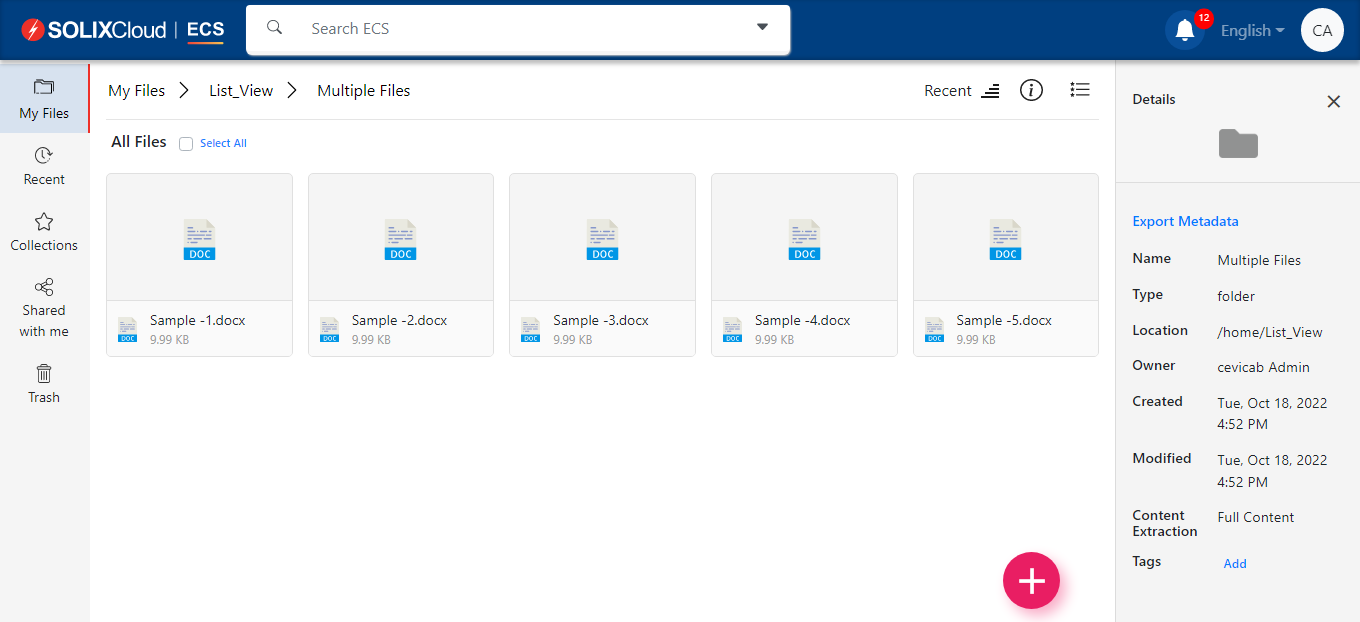 SOLIXCloud | ECS
Search ECS
12
English
CA
My Files
Recent
Collections
Shared
with me
Trash
My Files
List_View
Multiple Files
Recent
All Files
Select All
DOC
DOC
DOC
DOC
DOC
DOC
Sample -1.docx
9.99 KB
DOC
Sample -2.docx
9.99 KB
DOC
Sample -3.docx
9.99 KB
DOC
Sample -4.docx
9.99 KB
DOC
Sample -5.docx
9.99 KB
Details
Export Metadata
Name Multiple Files
Type folder
Location /home/List_View
Owner cevicab Admin
Created Tue, Oct 18, 2022
4:52 PM
Modified Tue, Oct 18, 2022
4:52 PM
Content Full Content
Extraction
Tags Add